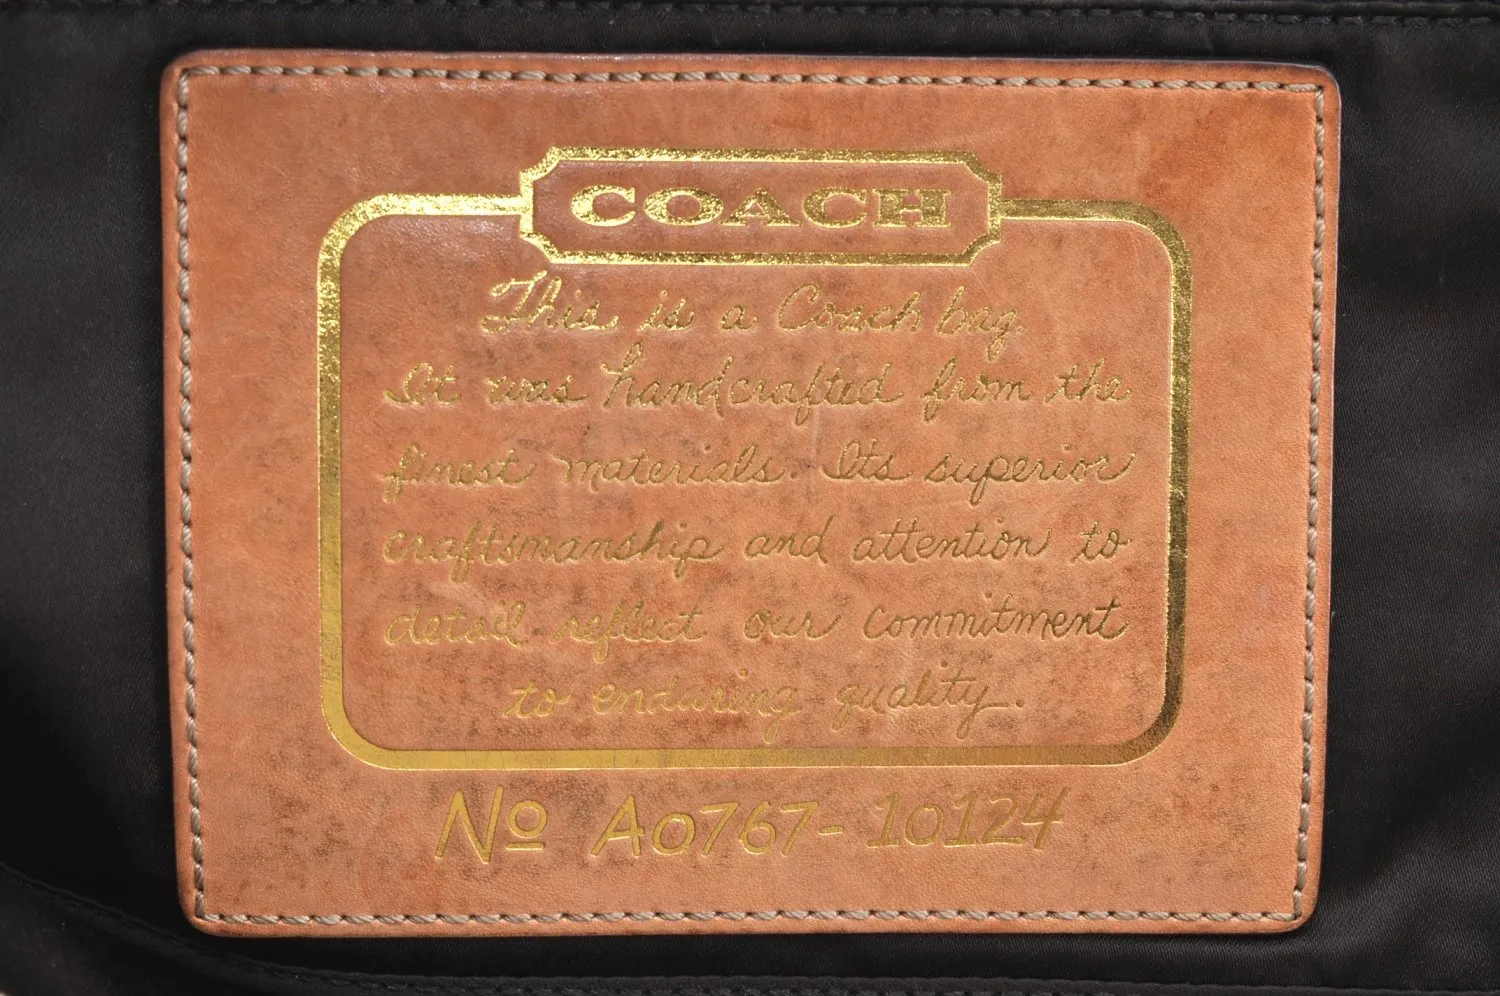 COACH
This is a Coach bag.
It was handcrafted from the
finest materials. Its superior
craftsmanship and attention to
detail reflect our commitment
to enduring quality.
No A0767-10124